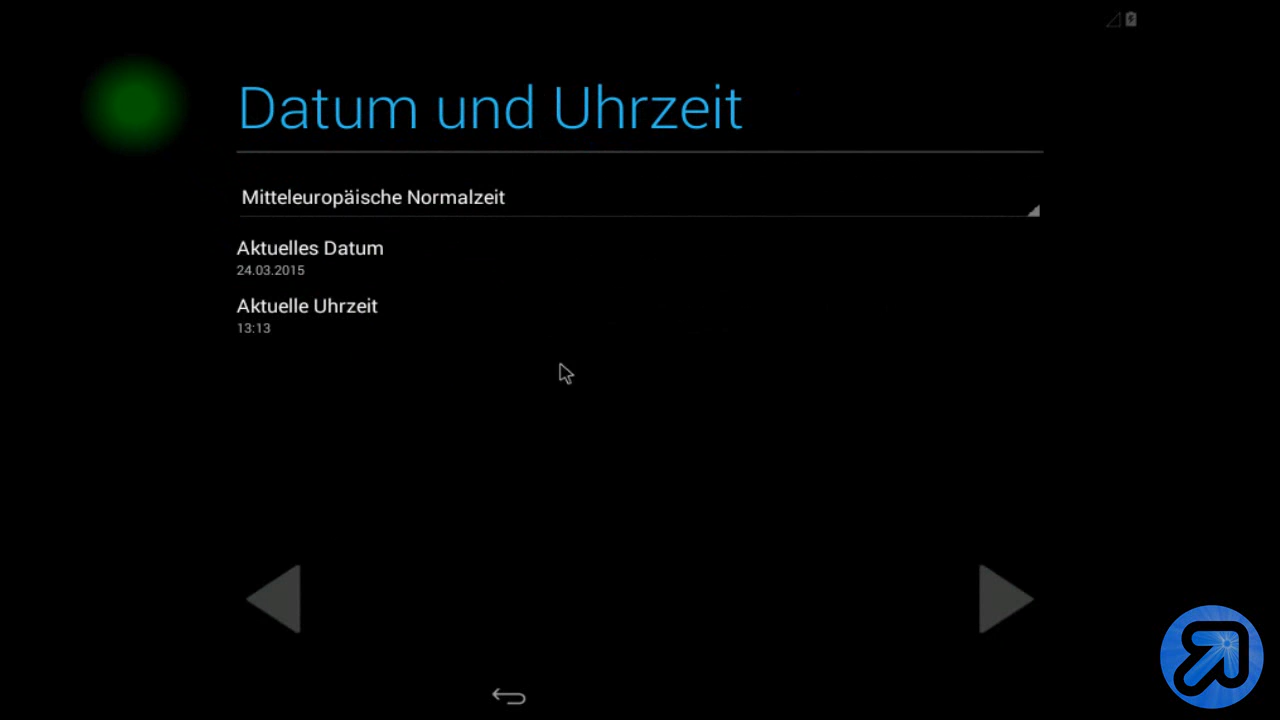 Datum und Uhrzeit
Mitteleuropäische Normalzeit
Aktuelles Datum
24.03.2015
Aktuelle Uhrzeit
13:13